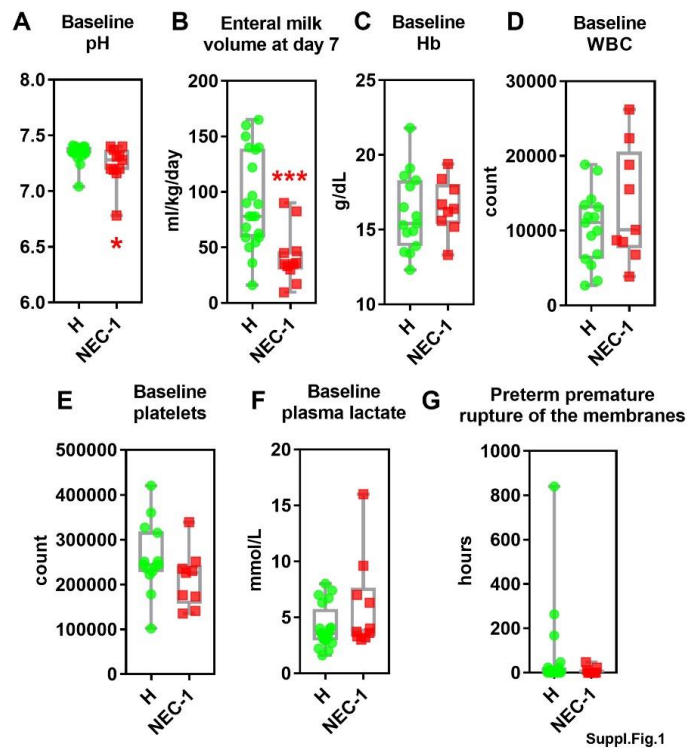 A
Baseline
pH
8.0
7.5
7.0
6.5
6.0
*
H
NEC-1
B
Enteral milk
volume at day 7
ml/kg/day
200
150
100
50
0
***
H
NEC-1
C
Baseline
Hb
g/dL
25
20
15
10
H
NEC-1
D
Baseline
WBC
count
30000
20000
10000
0
H
NEC-1
E
Baseline
platelets
count
500000
400000
300000
200000
100000
0
H
NEC-1
F
Baseline
plasma lactate
mmol/L
20
15
10
5
0
H
NEC-1
G
Preterm premature
rupture of the membranes
hours
1000
800
600
400
200
0
H
NEC-1
Suppl.Fig.1